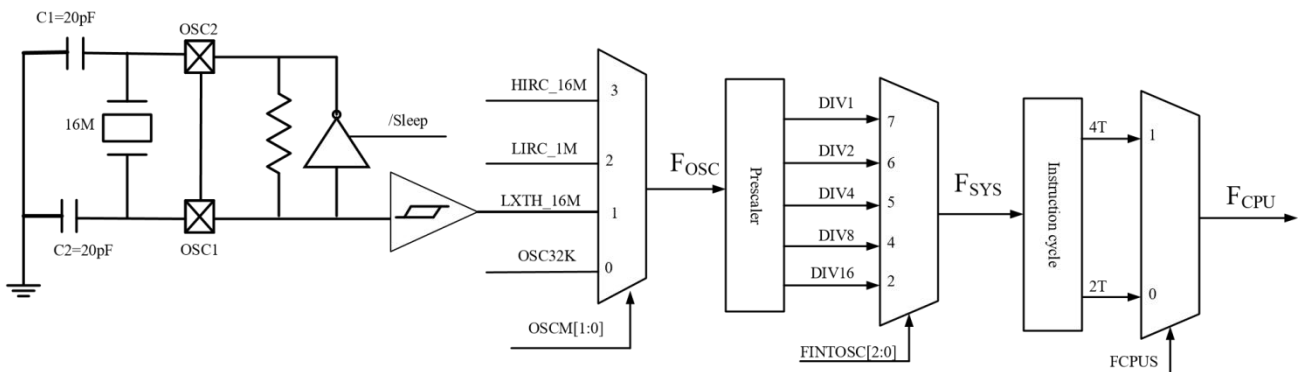 C1=20pF
OSC2
16M
/Sleep
C2=20pF
OSC1
HIRC_16M
3
LIRC_1M
2
LXTH_16M
1
OSC32K
0
OSCM[1:0]
FOSC
Prescaler
DIV1
7
DIV2
6
DIV4
5
DIV8
4
DIV16
2
FINTOSC[2:0]
FSYS
Instruction cycle
4T
1
2T
0
FCPUS
FCPU